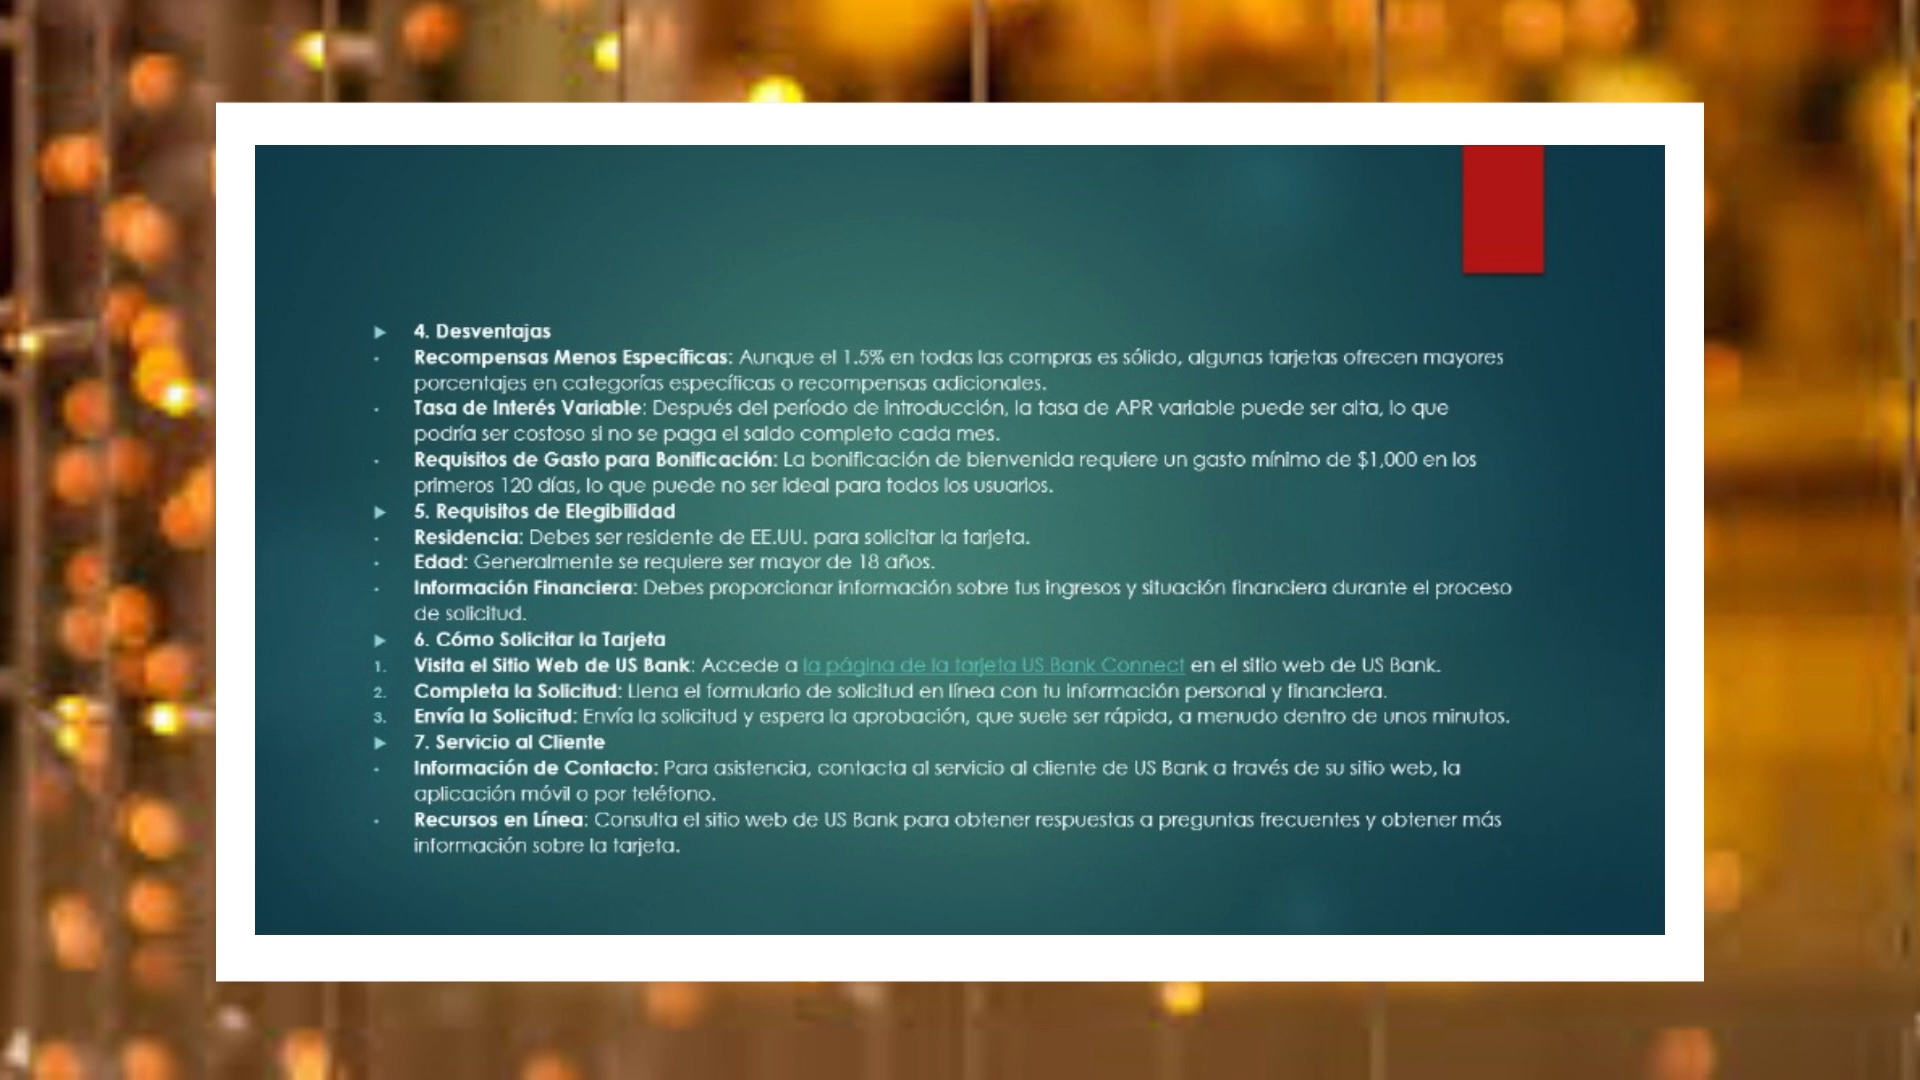 4. Desventajas
Recompensas Menos Específicas: Aunque el 1.5% en todas las compras es sólido, algunas tarjetas ofrecen mayores
porcentajes en categorías específicas o recompensas adicionales.
Tasa de Interés Variable: Después del período de introducción, la tasa de APR variable puede ser alta, lo que
podría ser costoso si no se paga el saldo completo cada mes.
Requisitos de Gasto para Bonificación: La bonificación de bienvenida requiere un gasto mínimo de $1,000 en los
primeros 120 días, lo que puede no ser ideal para todos los usuarios.
5. Requisitos de Elegibilidad
Residencia: Debes ser residente de EE.UU. para solicitar la tarjeta.
Edad: Generalmente se requiere ser mayor de 18 años.
Información Financiera: Debes proporcionar información sobre tus ingresos y situación financiera durante el proceso
de solicitud.
6. Cómo Solicitar la Tarjeta
1. Visita el Sitio Web de US Bank: Accede a la página de la tarjeta US Bank Connect en el sitio web de US Bank.
2. Completa la Solicitud: Llena el formulario de solicitud en línea con tu información personal y financiera.
3. Envía la Solicitud: Envía la solicitud y espera la aprobación, que suele ser rápida, a menudo dentro de unos minutos.
7. Servicio al Cliente
Información de Contacto: Para asistencia, contacta al servicio al cliente de US Bank a través de su sitio web, la
aplicación móvil o por teléfono.
Recursos en Línea: Consulta el sitio web de US Bank para obtener respuestas a preguntas frecuentes y obtener más
información sobre la tarjeta.